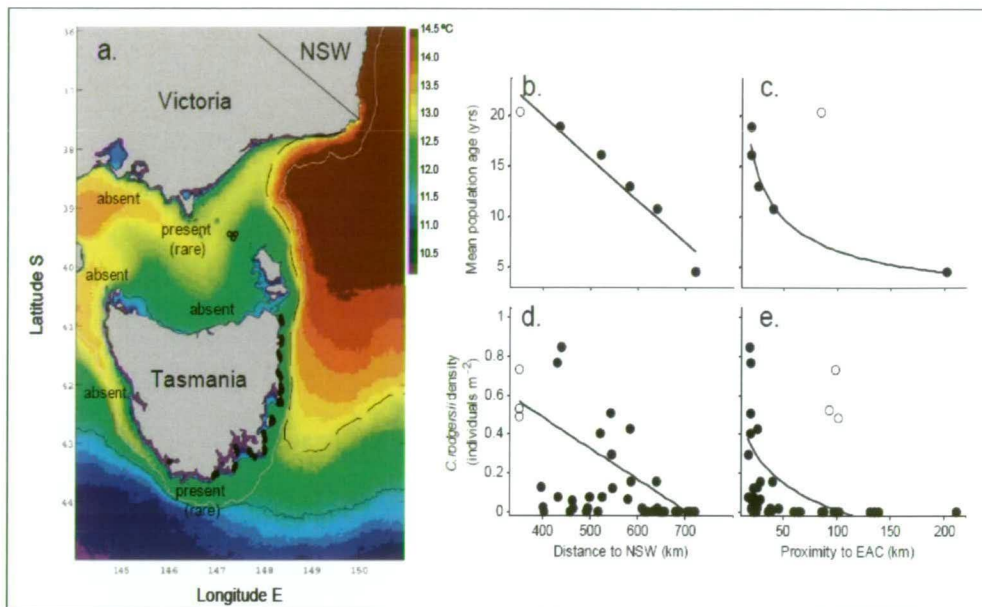 a.
NSW
Victoria
absent
present
(rare)
absent
absent
Tasmania
absent
present
(rare)
Latitude S
38
39
40
41
42
43
44
145 146 147 148 149 150
Longitude E
14.5 ºC
14.0
13.5
13.0
12.5
12.0
11.5
11.0
10.5
b.
Mean population age (yrs)
20
15
10
5
c.
d.
C. rodgersii density
(individuals m⁻²)
1
0.8
0.6
0.4
0.2
0
400 500 600 700
Distance to NSW (km)
e.
0 50 100 150 200
Proximity to EAC (km)